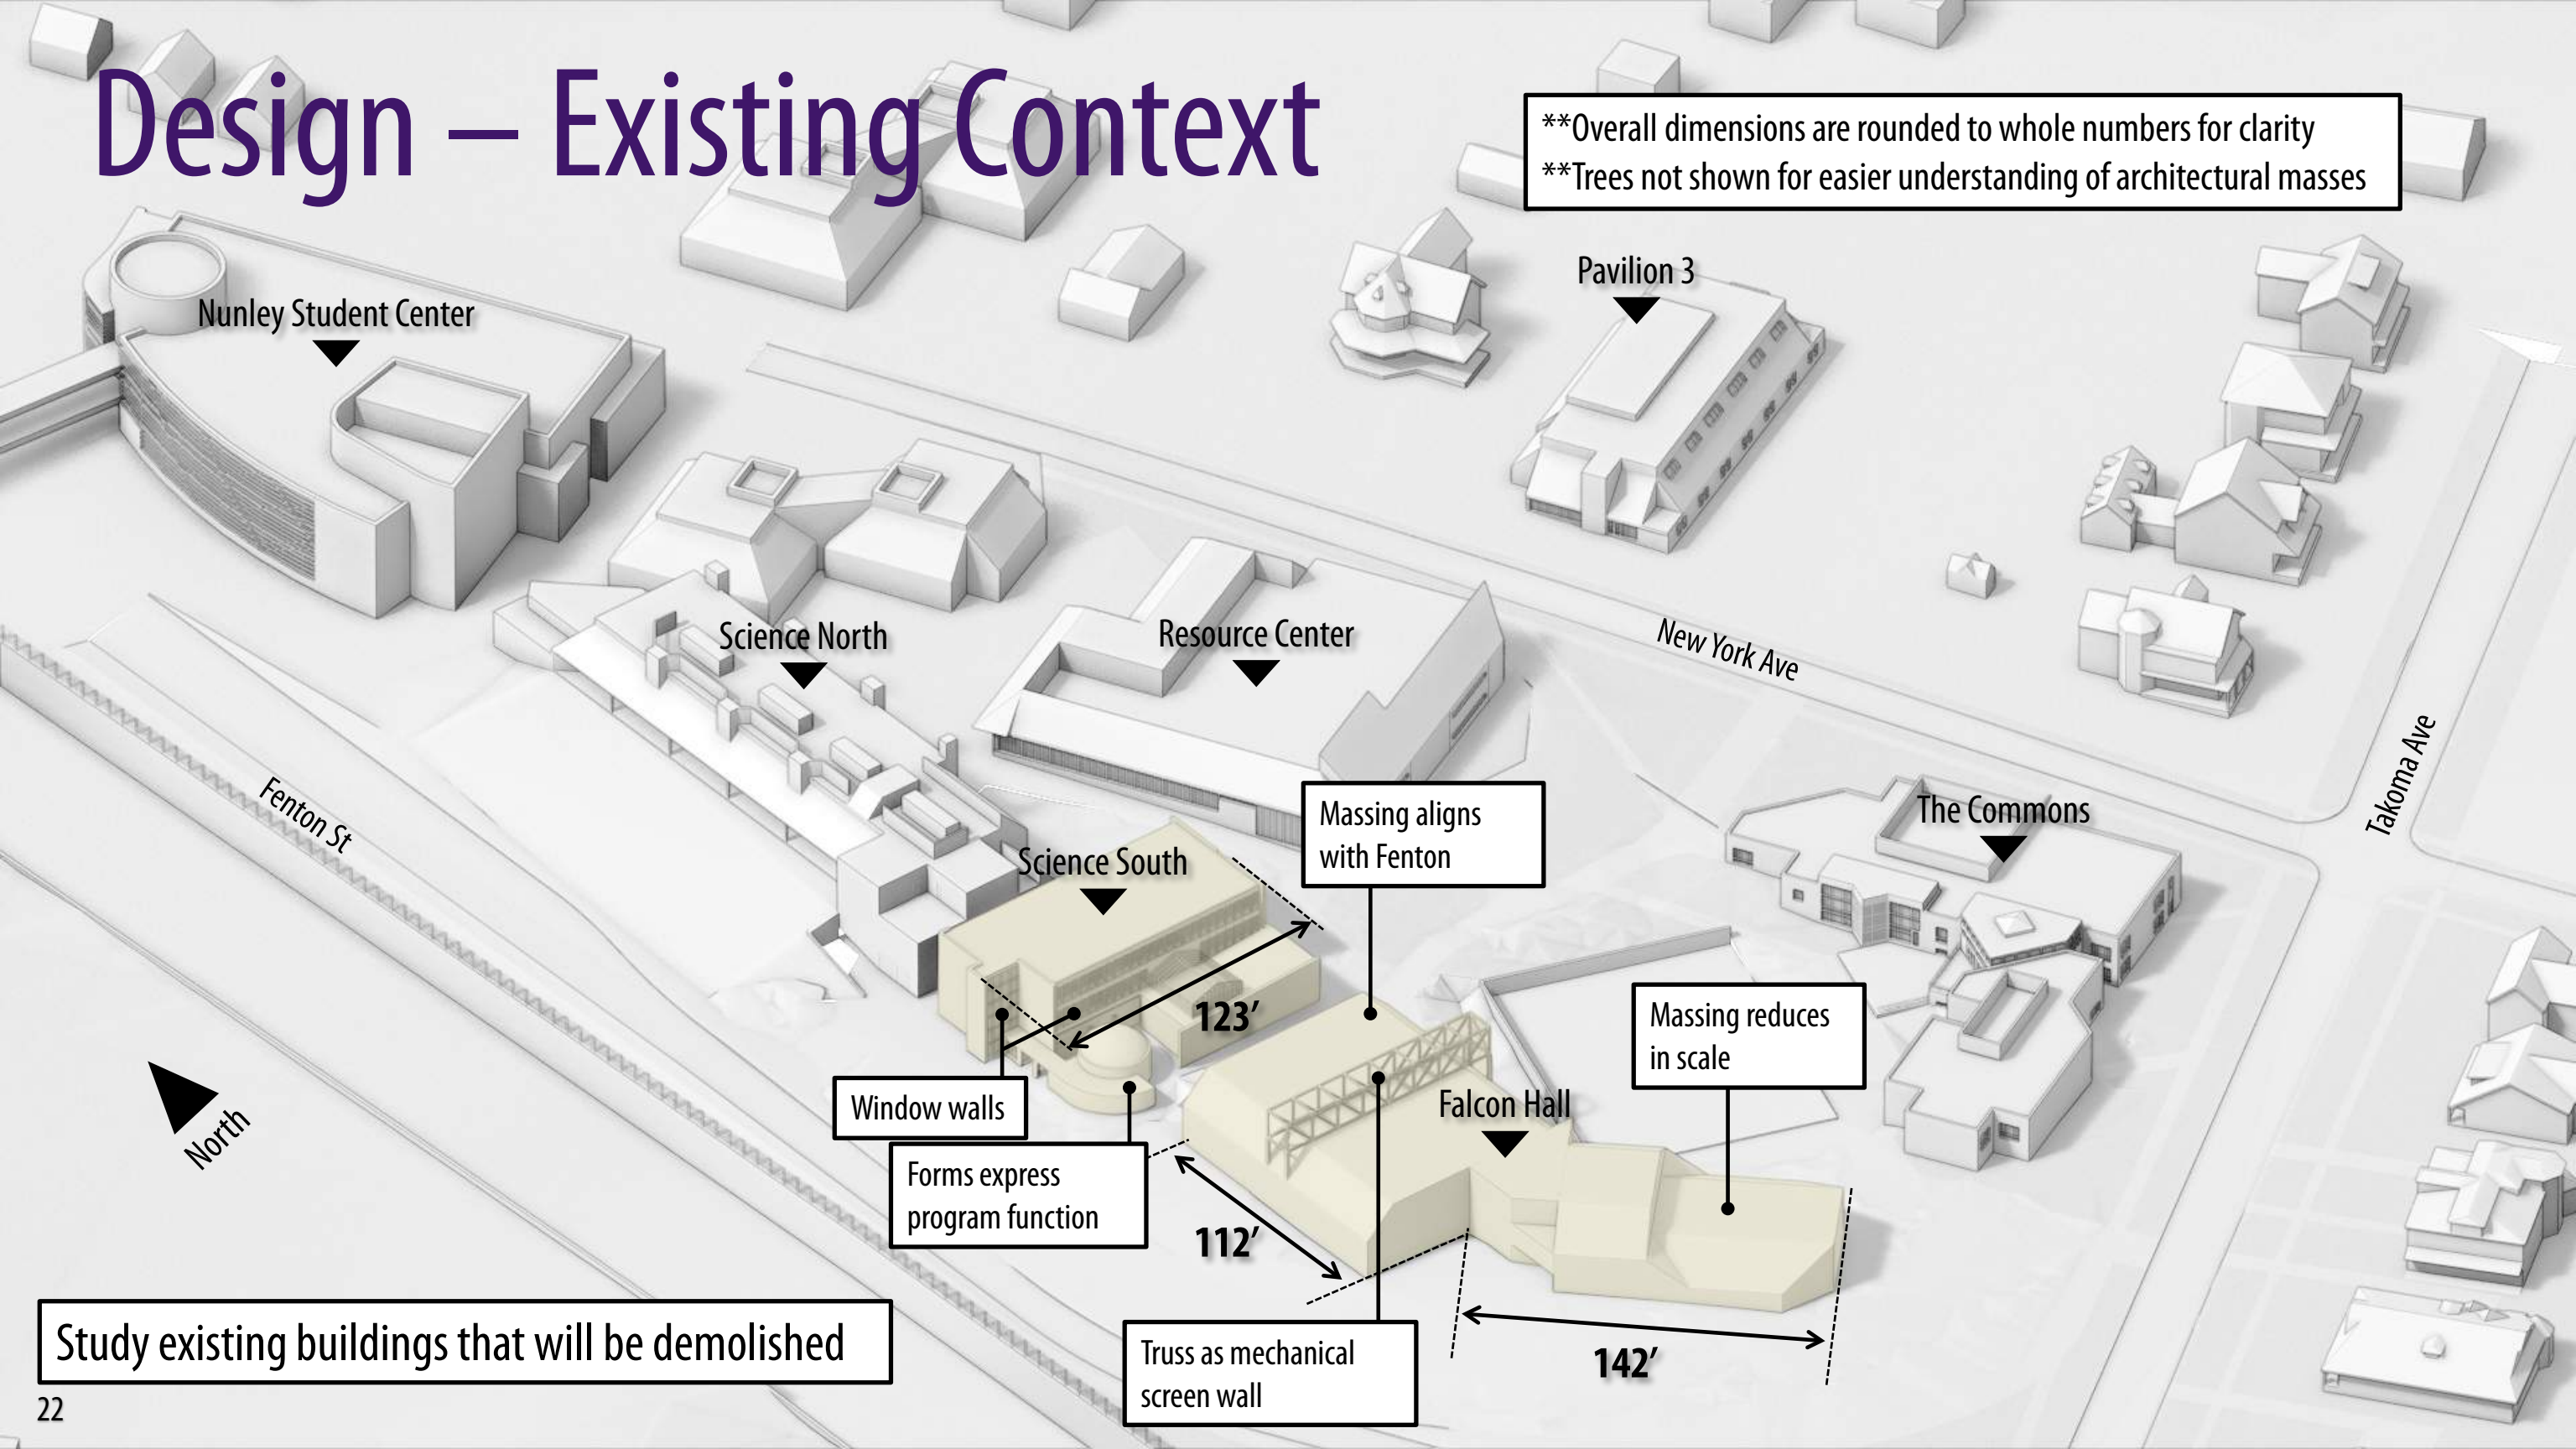 Design – Existing Context
**Overall dimensions are rounded to whole numbers for clarity
**Trees not shown for easier understanding of architectural masses
Nunley Student Center
Pavilion 3
Science North
Resource Center
New York Ave
Takoma Ave
Fenton St
Massing aligns
with Fenton
The Commons
Science South
123’
Massing reduces
in scale
Window walls
Falcon Hall
Forms express
program function
North
112’
142’
Truss as mechanical
screen wall
Study existing buildings that will be demolished
22